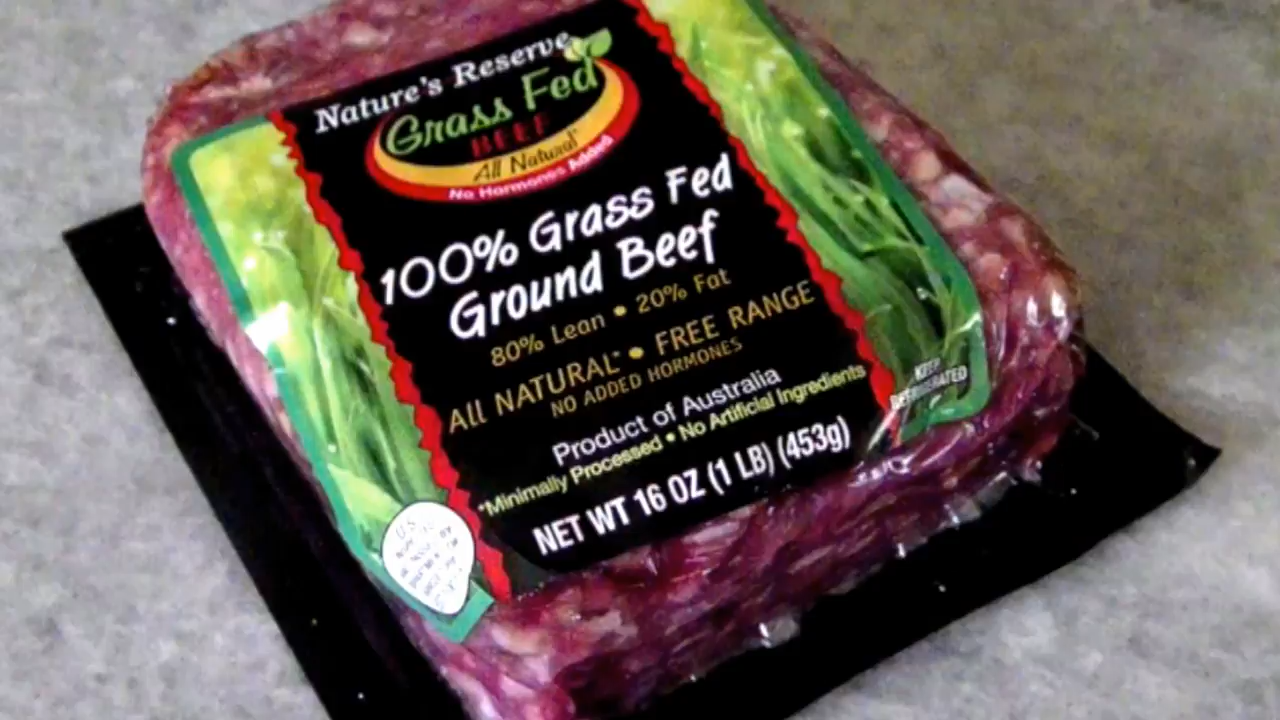 Nature's Reserve
Grass Fed
BEEF
All Natural*
No Hormones Added
100% Grass Fed
Ground Beef
80% Lean • 20% Fat
ALL NATURAL* • FREE RANGE
NO ADDED HORMONES
Product of Australia
*Minimally Processed • No Artificial Ingredients
NET WT 16 OZ (1 LB) (453g)
KEEP
REFRIGERATED
U.S.